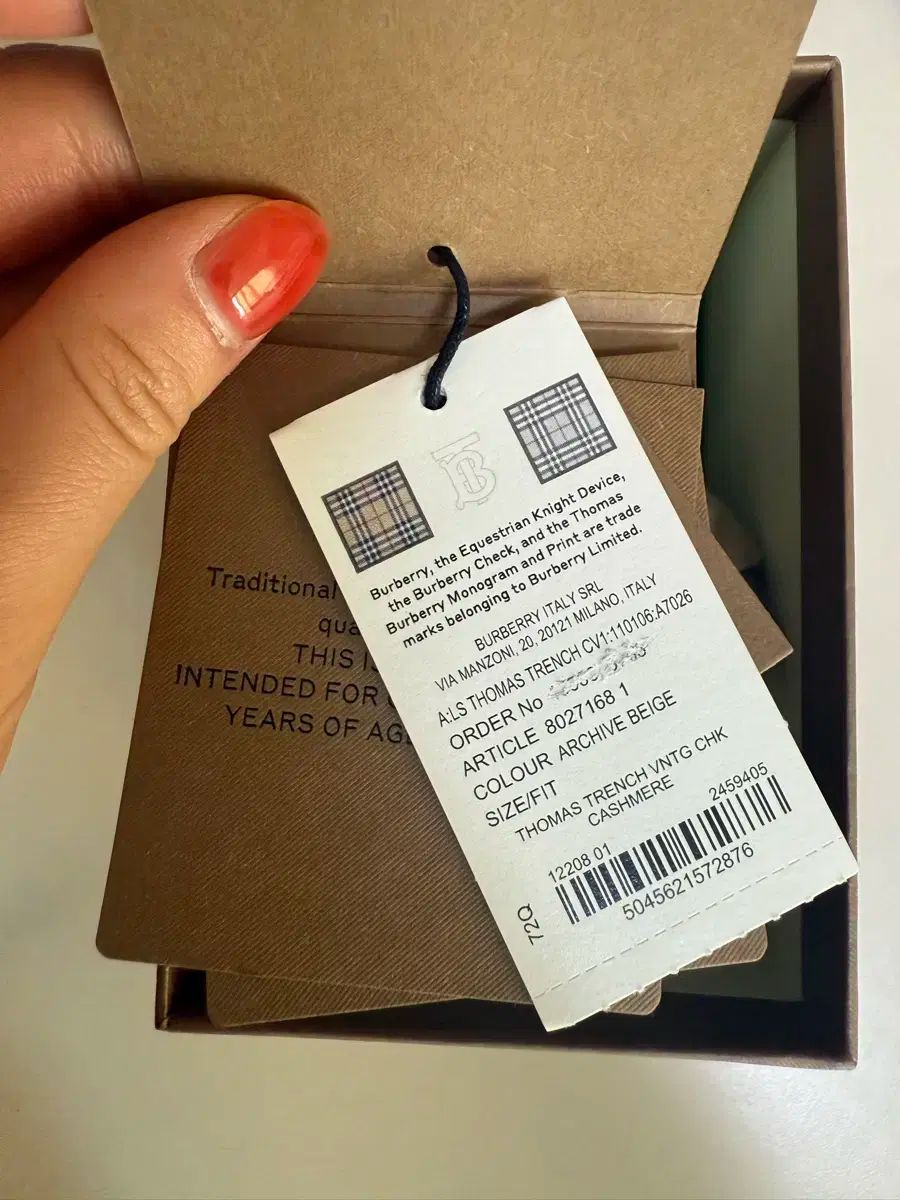 Traditional
qua
THIS IS
INTENDED FOR
YEARS OF AGE
Burberry, the Equestrian Knight Device,
the Burberry Check, and the Thomas
Burberry Monogram and Print are trade
marks belonging to Burberry Limited.
BURBERRY ITALY SRL
VIA MANZONI, 20, 20121 MILANO, ITALY
A:LS THOMAS TRENCH CV1:110106:A7026
ORDER No
ARTICLE 8027168 1
COLOUR ARCHIVE BEIGE
SIZE/FIT
THOMAS TRENCH VNTG CHK
CASHMERE
2459405
12208 01
5045621572876
72Q